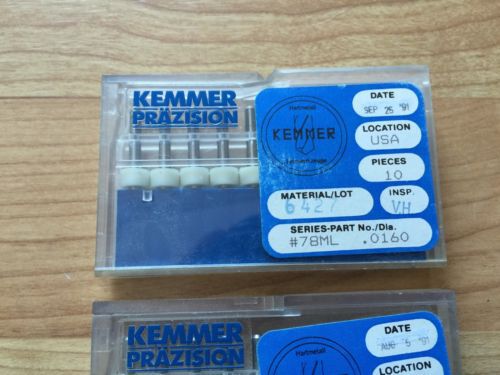 KEMMER
PRÄZISION
Hartmetall
KEMMER
DATE
SEP 25 '91
LOCATION
USA
PIECES
10
MATERIAL/LOT
6427
INSP.
VH
SERIES-PART No./Dia.
#78ML .0160
KEMMER
PRÄZISION
Hartmetall
DATE
AUG 5 '91
LOCATION